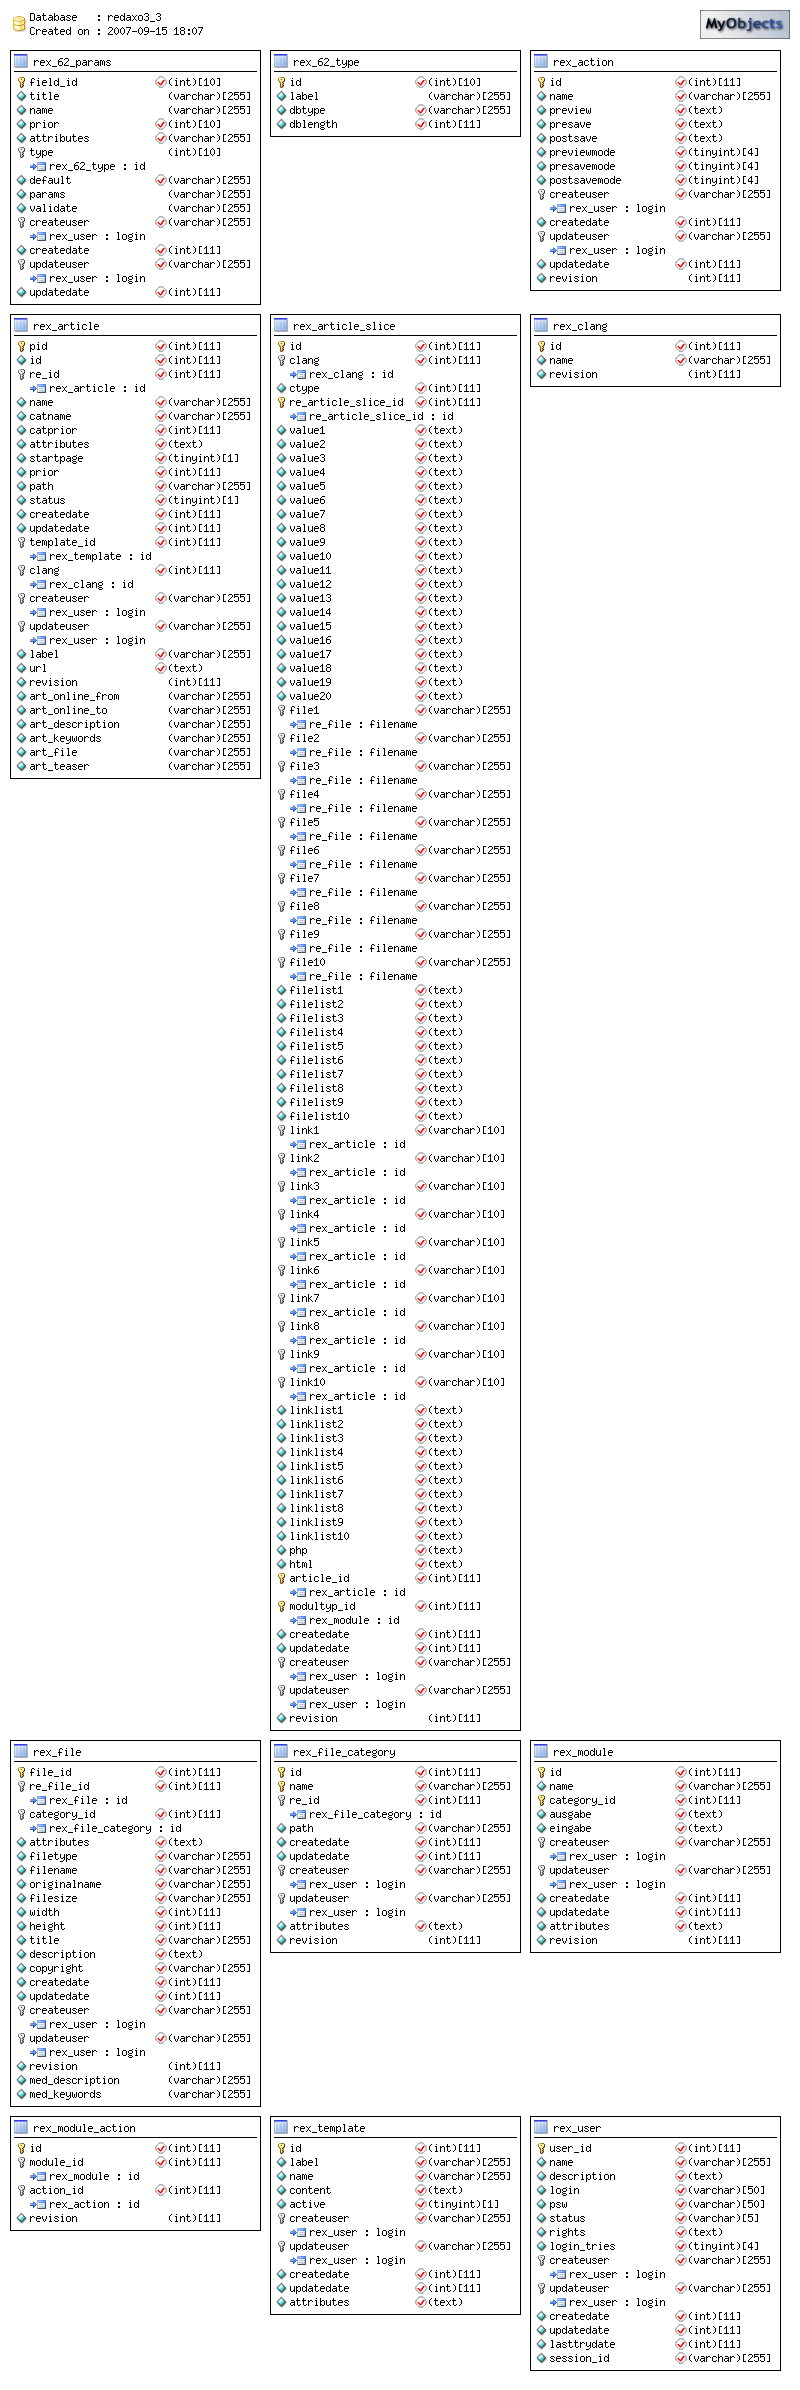 Database : redaxo3_3
Created on : 2007-09-15 18:07
MyObjects
rex_62_params
field_id (int)[10]
title (varchar)[255]
name (varchar)[255]
prior (int)[10]
attributes (varchar)[255]
type (int)[10]
rex_62_type : id
default (varchar)[255]
params (varchar)[255]
validate (varchar)[255]
createuser (varchar)[255]
rex_user : login
createdate (int)[11]
updateuser (varchar)[255]
rex_user : login
updatedate (int)[11]
rex_62_type
id (int)[10]
label (varchar)[255]
dbtype (varchar)[255]
dblength (int)[11]
rex_action
id (int)[11]
name (varchar)[255]
preview (text)
presave (text)
postsave (text)
previewmode (tinyint)[4]
presavemode (tinyint)[4]
postsavemode (tinyint)[4]
createuser (varchar)[255]
rex_user : login
createdate (int)[11]
updateuser (varchar)[255]
rex_user : login
updatedate (int)[11]
revision (int)[11]
rex_article
pid (int)[11]
id (int)[11]
re_id (int)[11]
rex_article : id
name (varchar)[255]
catname (varchar)[255]
catprior (int)[11]
attributes (text)
startpage (tinyint)[1]
prior (int)[11]
path (varchar)[255]
status (tinyint)[1]
createdate (int)[11]
updatedate (int)[11]
template_id (int)[11]
rex_template : id
clang (int)[11]
rex_clang : id
createuser (varchar)[255]
rex_user : login
updateuser (varchar)[255]
rex_user : login
label (varchar)[255]
url (text)
revision (int)[11]
art_online_from (varchar)[255]
art_online_to (varchar)[255]
art_description (varchar)[255]
art_keywords (varchar)[255]
art_file (varchar)[255]
art_teaser (varchar)[255]
rex_article_slice
id (int)[11]
clang (int)[11]
rex_clang : id
ctype (int)[11]
re_article_slice_id (int)[11]
re_article_slice_id : id
value1 (text)
value2 (text)
value3 (text)
value4 (text)
value5 (text)
value6 (text)
value7 (text)
value8 (text)
value9 (text)
value10 (text)
value11 (text)
value12 (text)
value13 (text)
value14 (text)
value15 (text)
value16 (text)
value17 (text)
value18 (text)
value19 (text)
value20 (text)
file1 (varchar)[255]
re_file : filename
file2 (varchar)[255]
re_file : filename
file3 (varchar)[255]
re_file : filename
file4 (varchar)[255]
re_file : filename
file5 (varchar)[255]
re_file : filename
file6 (varchar)[255]
re_file : filename
file7 (varchar)[255]
re_file : filename
file8 (varchar)[255]
re_file : filename
file9 (varchar)[255]
re_file : filename
file10 (varchar)[255]
re_file : filename
filelist1 (text)
filelist2 (text)
filelist3 (text)
filelist4 (text)
filelist5 (text)
filelist6 (text)
filelist7 (text)
filelist8 (text)
filelist9 (text)
filelist10 (text)
link1 (varchar)[10]
rex_article : id
link2 (varchar)[10]
rex_article : id
link3 (varchar)[10]
rex_article : id
link4 (varchar)[10]
rex_article : id
link5 (varchar)[10]
rex_article : id
link6 (varchar)[10]
rex_article : id
link7 (varchar)[10]
rex_article : id
link8 (varchar)[10]
rex_article : id
link9 (varchar)[10]
rex_article : id
link10 (varchar)[10]
rex_article : id
linklist1 (text)
linklist2 (text)
linklist3 (text)
linklist4 (text)
linklist5 (text)
linklist6 (text)
linklist7 (text)
linklist8 (text)
linklist9 (text)
linklist10 (text)
php (text)
html (text)
article_id (int)[11]
rex_article : id
modultyp_id (int)[11]
rex_module : id
createdate (int)[11]
updatedate (int)[11]
createuser (varchar)[255]
rex_user : login
updateuser (varchar)[255]
rex_user : login
revision (int)[11]
rex_clang
id (int)[11]
name (varchar)[255]
revision (int)[11]
rex_file
file_id (int)[11]
re_file_id (int)[11]
rex_file : id
category_id (int)[11]
rex_file_category : id
attributes (text)
filetype (varchar)[255]
filename (varchar)[255]
originalname (varchar)[255]
filesize (varchar)[255]
width (int)[11]
height (int)[11]
title (varchar)[255]
description (text)
copyright (varchar)[255]
createdate (int)[11]
updatedate (int)[11]
createuser (varchar)[255]
rex_user : login
updateuser (varchar)[255]
rex_user : login
revision (int)[11]
med_description (varchar)[255]
med_keywords (varchar)[255]
rex_file_category
id (int)[11]
name (varchar)[255]
re_id (int)[11]
rex_file_category : id
path (varchar)[255]
createdate (int)[11]
updatedate (int)[11]
createuser (varchar)[255]
rex_user : login
updateuser (varchar)[255]
rex_user : login
attributes (text)
revision (int)[11]
rex_module
id (int)[11]
name (varchar)[255]
category_id (int)[11]
ausgabe (text)
eingabe (text)
createuser (varchar)[255]
rex_user : login
updateuser (varchar)[255]
rex_user : login
createdate (int)[11]
updatedate (int)[11]
attributes (text)
revision (int)[11]
rex_module_action
id (int)[11]
module_id (int)[11]
rex_module : id
action_id (int)[11]
rex_action : id
revision (int)[11]
rex_template
id (int)[11]
label (varchar)[255]
name (varchar)[255]
content (text)
active (tinyint)[1]
createuser (varchar)[255]
rex_user : login
updateuser (varchar)[255]
rex_user : login
createdate (int)[11]
updatedate (int)[11]
attributes (text)
rex_user
user_id (int)[11]
name (varchar)[255]
description (text)
login (varchar)[50]
psw (varchar)[50]
status (varchar)[5]
rights (text)
login_tries (tinyint)[4]
createuser (varchar)[255]
rex_user : login
updateuser (varchar)[255]
rex_user : login
createdate (int)[11]
updatedate (int)[11]
lasttrydate (int)[11]
session_id (varchar)[255]